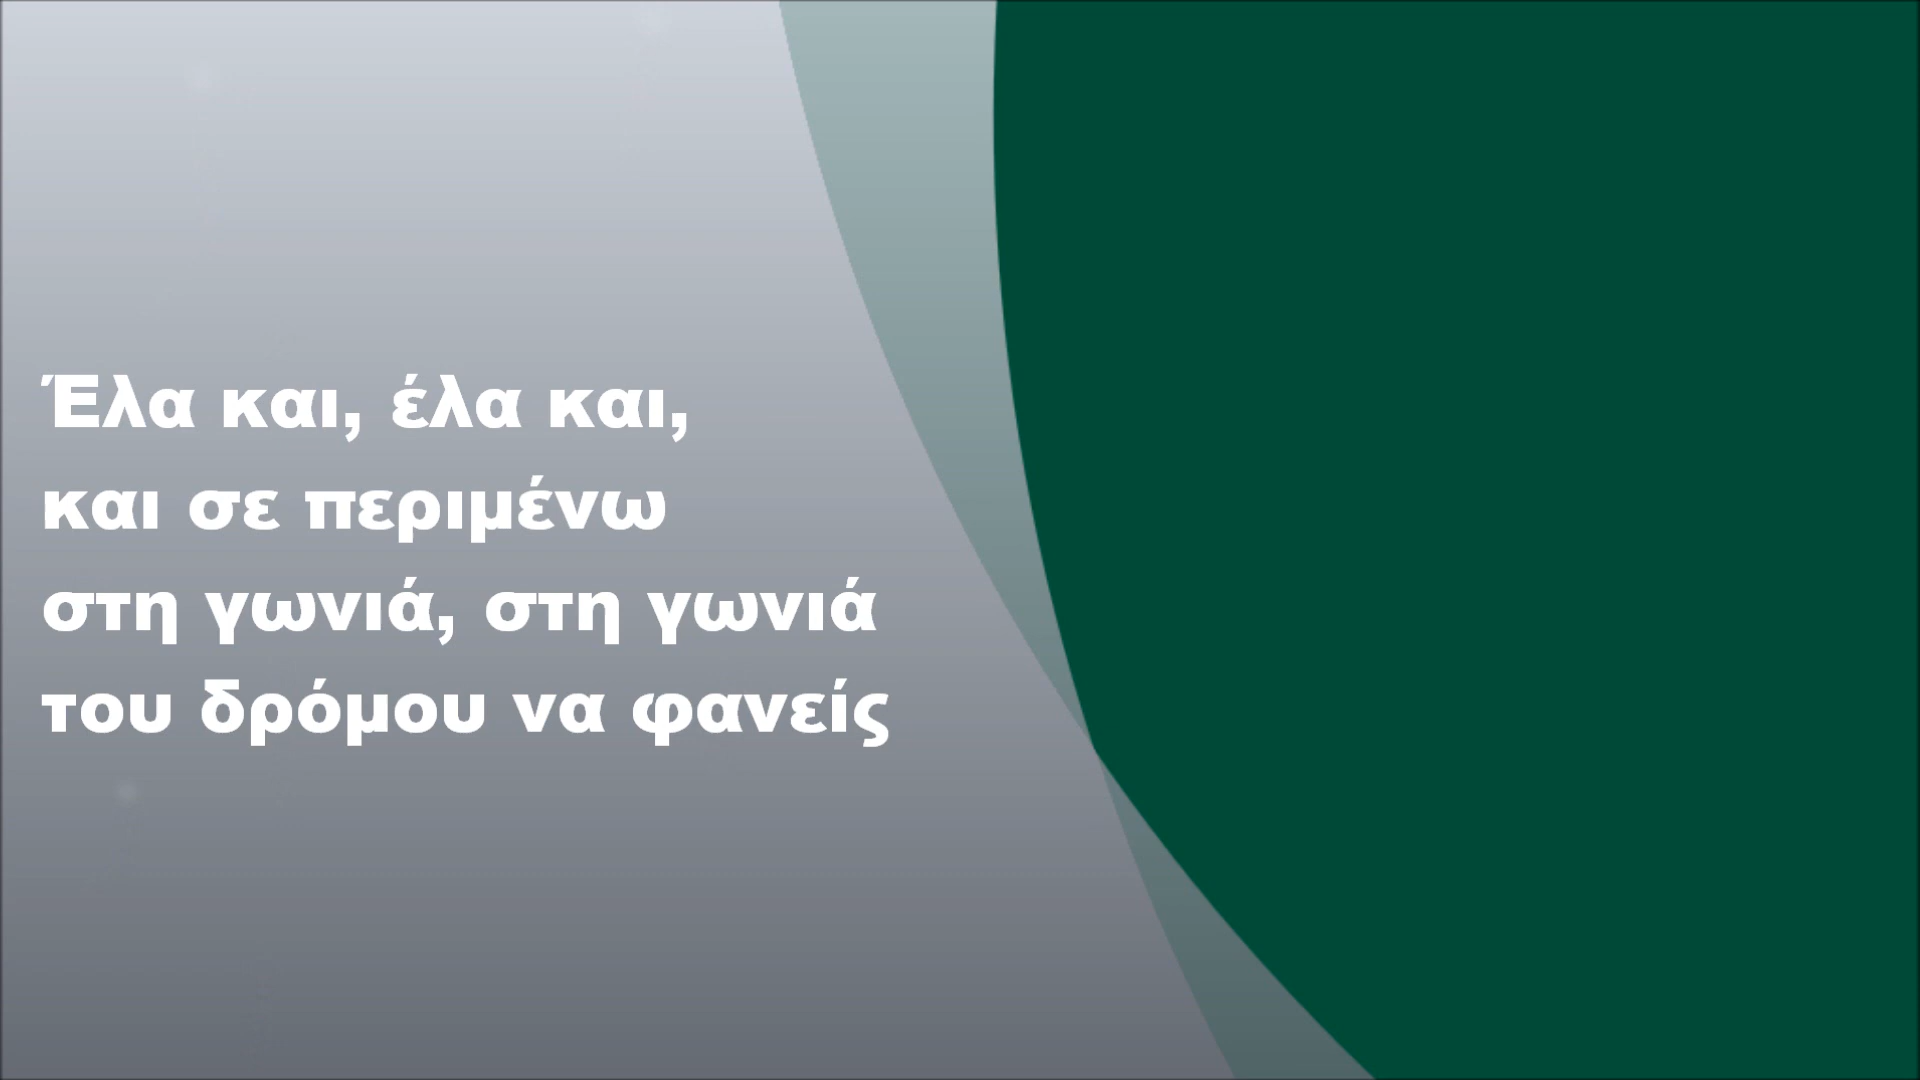 Έλα και, έλα και,
και σε περιμένω
στη γωνιά, στη γωνιά
του δρόμου να φανείς